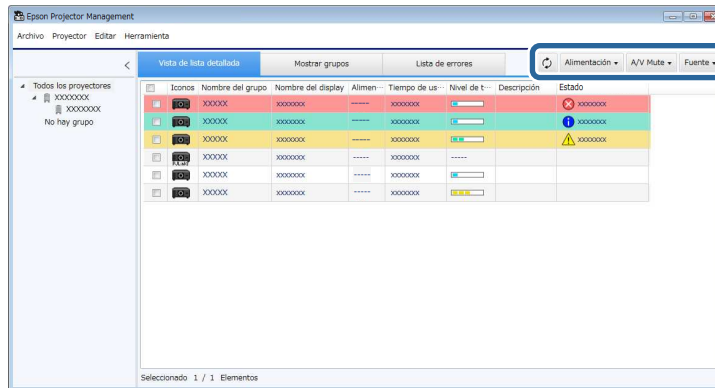 Epson Projector Management
Archivo Proyector Editar Herramienta
Vista de lista detallada Mostrar grupos Lista de errores Alimentación A/V Mute Fuente
Todos los proyectores
XXXXXXX
XXXXXXX
No hay grupo
Iconos Nombre del grupo Nombre del display Alimen··· Tiempo de us··· Nivel de t··· Descripción Estado
XXXXX xxxxxxx ----- xxxxxxx xxxxxxx
XXXXX xxxxxxx ----- xxxxxxx xxxxxxx
XXXXX xxxxxxx ----- xxxxxxx xxxxxxx
XXXXX xxxxxxx ----- xxxxxxx -----
XXXXX xxxxxxx ----- xxxxxxx
XXXXX xxxxxxx ----- xxxxxxx
Seleccionado 1 / 1 Elementos